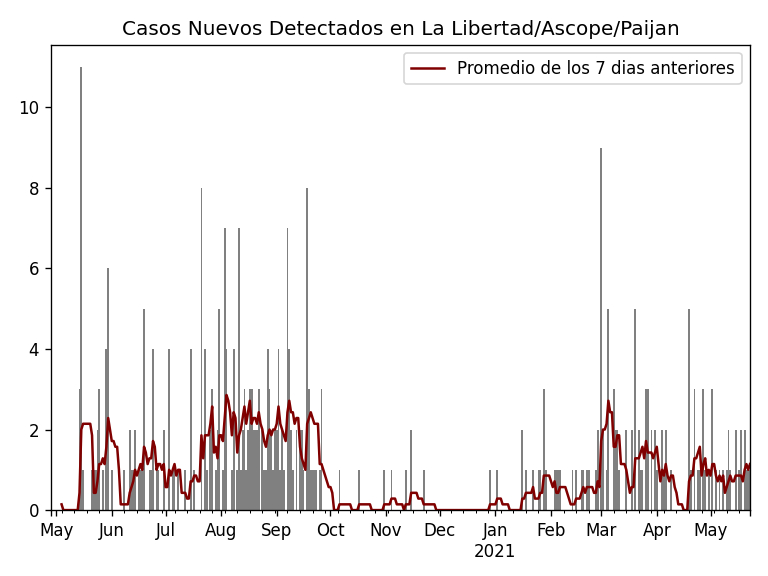 Casos Nuevos Detectados en La Libertad/Ascope/Paijan
Promedio de los 7 dias anteriores
10
8
6
4
2
0
May Jun Jul Aug Sep Oct Nov Dec Jan Feb Mar Apr May
2021